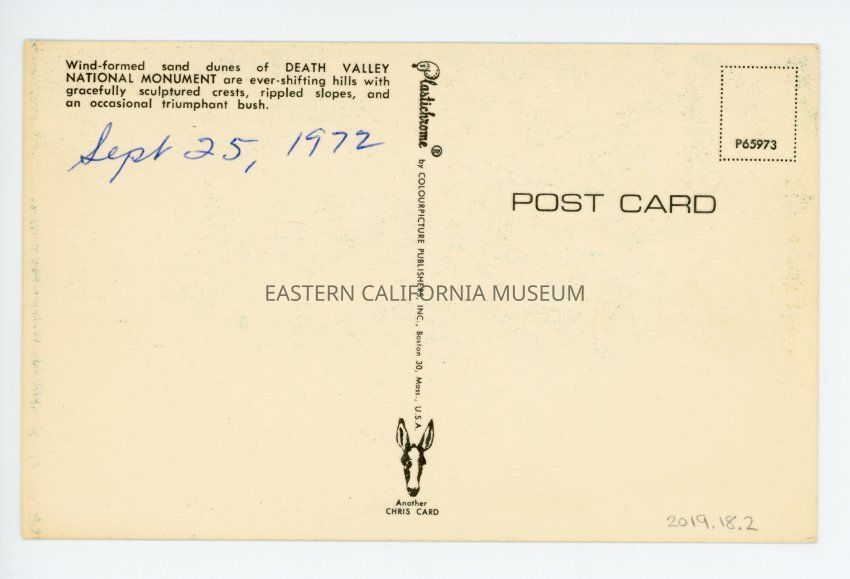 Wind-formed sand dunes of DEATH VALLEY
NATIONAL MONUMENT are ever-shifting hills with
gracefully sculptured crests, rippled slopes, and
an occasional triumphant bush.
Sept 25, 1972
Plastichrome ® by COLOURPICTURE PUBLISHERS, INC., Boston 30, Mass., U.S.A.
P65973
POST CARD
EASTERN CALIFORNIA MUSEUM
Another
CHRIS CARD
2019.18.2